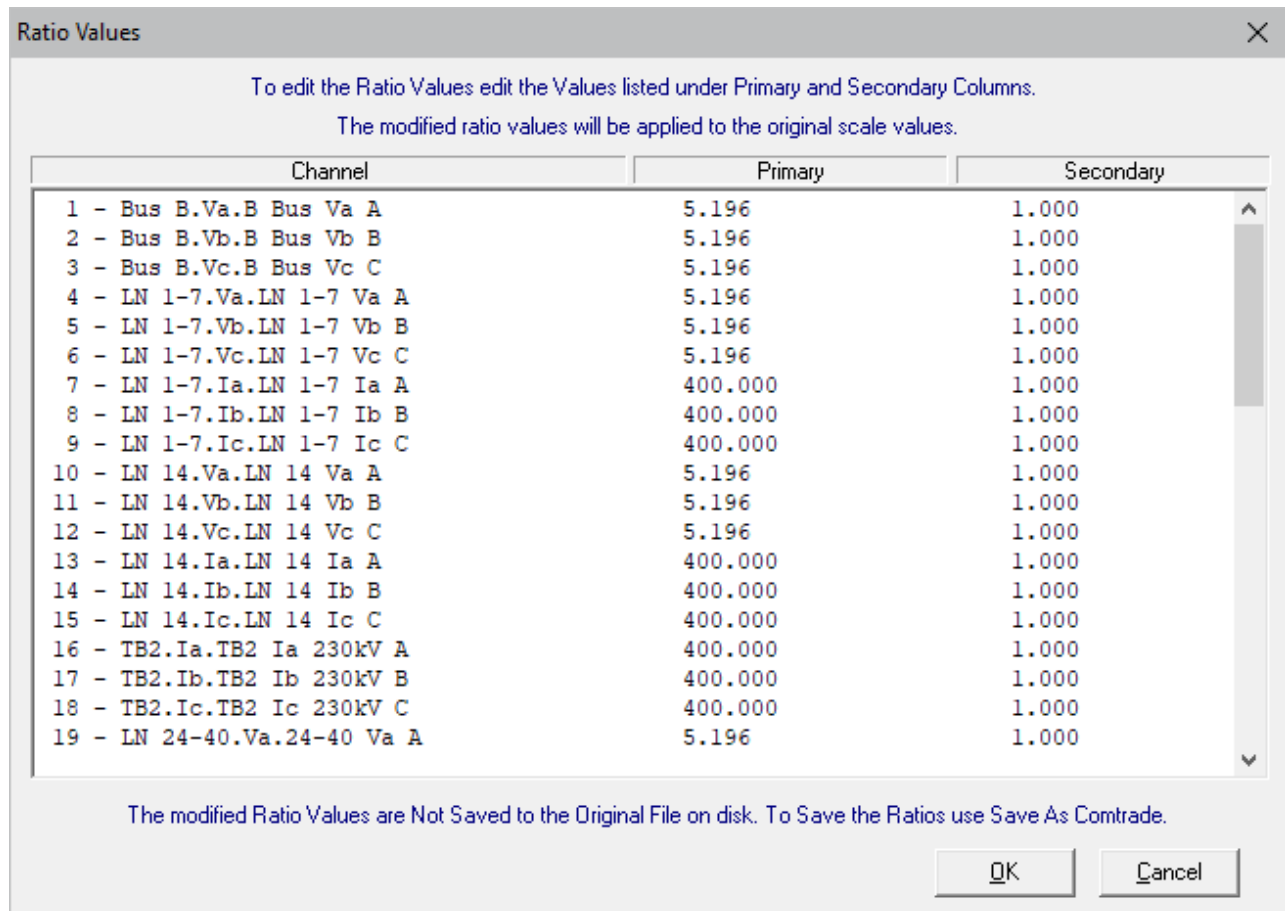 Ratio Values
To edit the Ratio Values edit the Values listed under Primary and Secondary Columns.
The modified ratio values will be applied to the original scale values.
Channel Primary Secondary
1 - Bus B.Va.B Bus Va A 5.196 1.000
2 - Bus B.Vb.B Bus Vb B 5.196 1.000
3 - Bus B.Vc.B Bus Vc C 5.196 1.000
4 - LN 1-7.Va.LN 1-7 Va A 5.196 1.000
5 - LN 1-7.Vb.LN 1-7 Vb B 5.196 1.000
6 - LN 1-7.Vc.LN 1-7 Vc C 5.196 1.000
7 - LN 1-7.Ia.LN 1-7 Ia A 400.000 1.000
8 - LN 1-7.Ib.LN 1-7 Ib B 400.000 1.000
9 - LN 1-7.Ic.LN 1-7 Ic C 400.000 1.000
10 - LN 14.Va.LN 14 Va A 5.196 1.000
11 - LN 14.Vb.LN 14 Vb B 5.196 1.000
12 - LN 14.Vc.LN 14 Vc C 5.196 1.000
13 - LN 14.Ia.LN 14 Ia A 400.000 1.000
14 - LN 14.Ib.LN 14 Ib B 400.000 1.000
15 - LN 14.Ic.LN 14 Ic C 400.000 1.000
16 - TB2.Ia.TB2 Ia 230kV A 400.000 1.000
17 - TB2.Ib.TB2 Ib 230kV B 400.000 1.000
18 - TB2.Ic.TB2 Ic 230kV C 400.000 1.000
19 - LN 24-40.Va.24-40 Va A 5.196 1.000
The modified Ratio Values are Not Saved to the Original File on disk. To Save the Ratios use Save As Comtrade.
OK Cancel